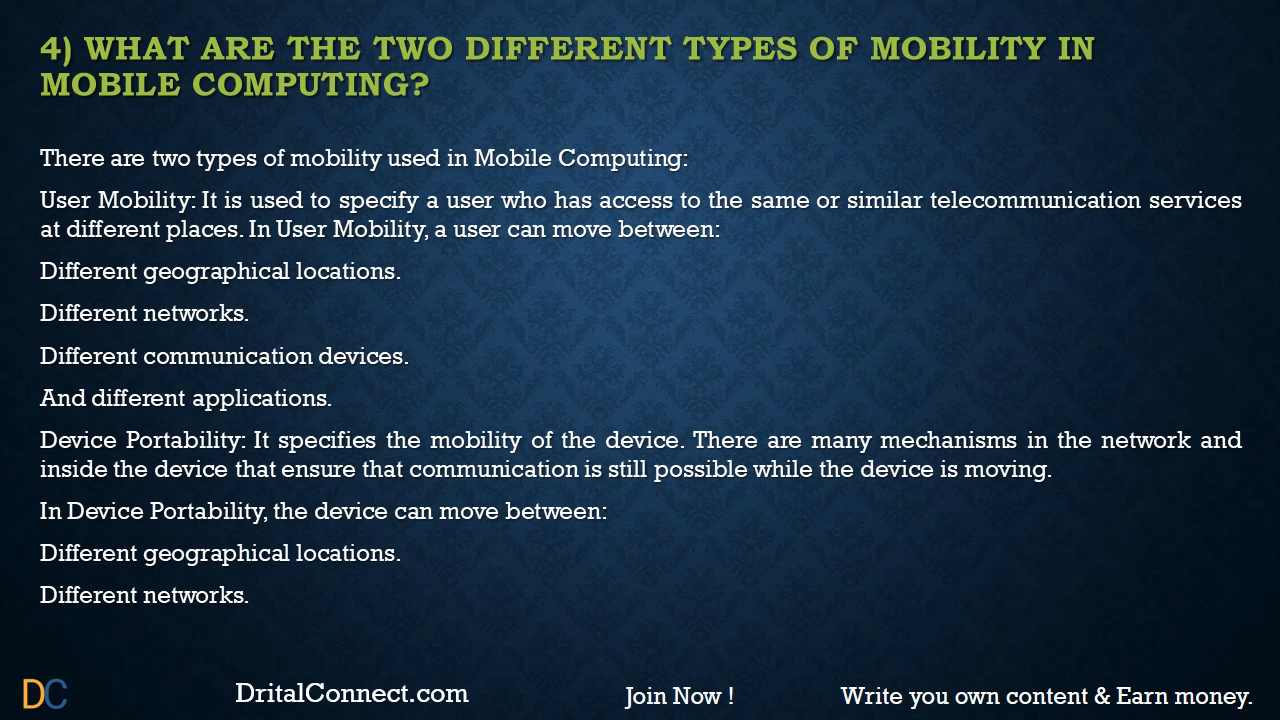 4) WHAT ARE THE TWO DIFFERENT TYPES OF MOBILITY IN
MOBILE COMPUTING?
There are two types of mobility used in Mobile Computing:
User Mobility: It is used to specify a user who has access to the same or similar telecommunication services
at different places. In User Mobility, a user can move between:
Different geographical locations.
Different networks.
Different communication devices.
And different applications.
Device Portability: It specifies the mobility of the device. There are many mechanisms in the network and
inside the device that ensure that communication is still possible while the device is moving.
In Device Portability, the device can move between:
Different geographical locations.
Different networks.
DC DritalConnect.com Join Now ! Write you own content & Earn money.